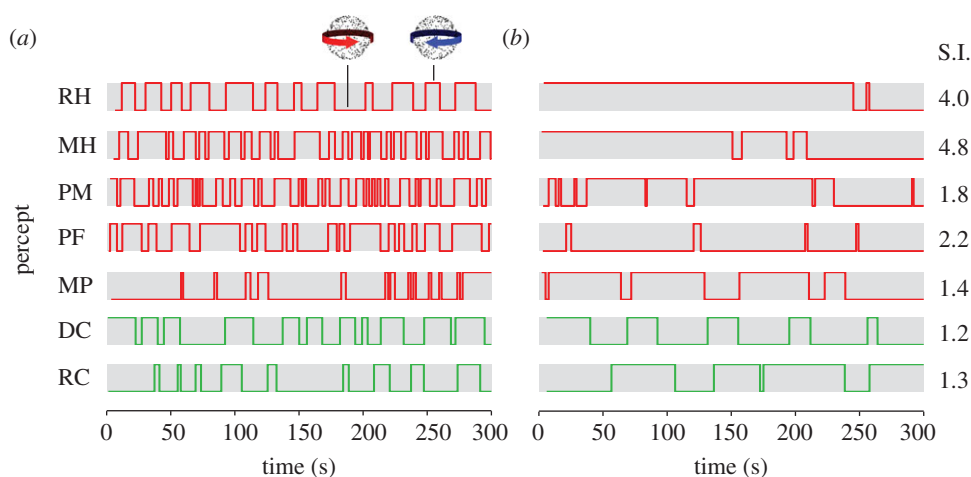 (a)
(b)
S.I.
RH
4.0
MH
4.8
PM
1.8
PF
2.2
MP
1.4
DC
1.2
RC
1.3
percept
0 50 100 150 200 250 300
0 50 100 150 200 250 300
time (s)
time (s)